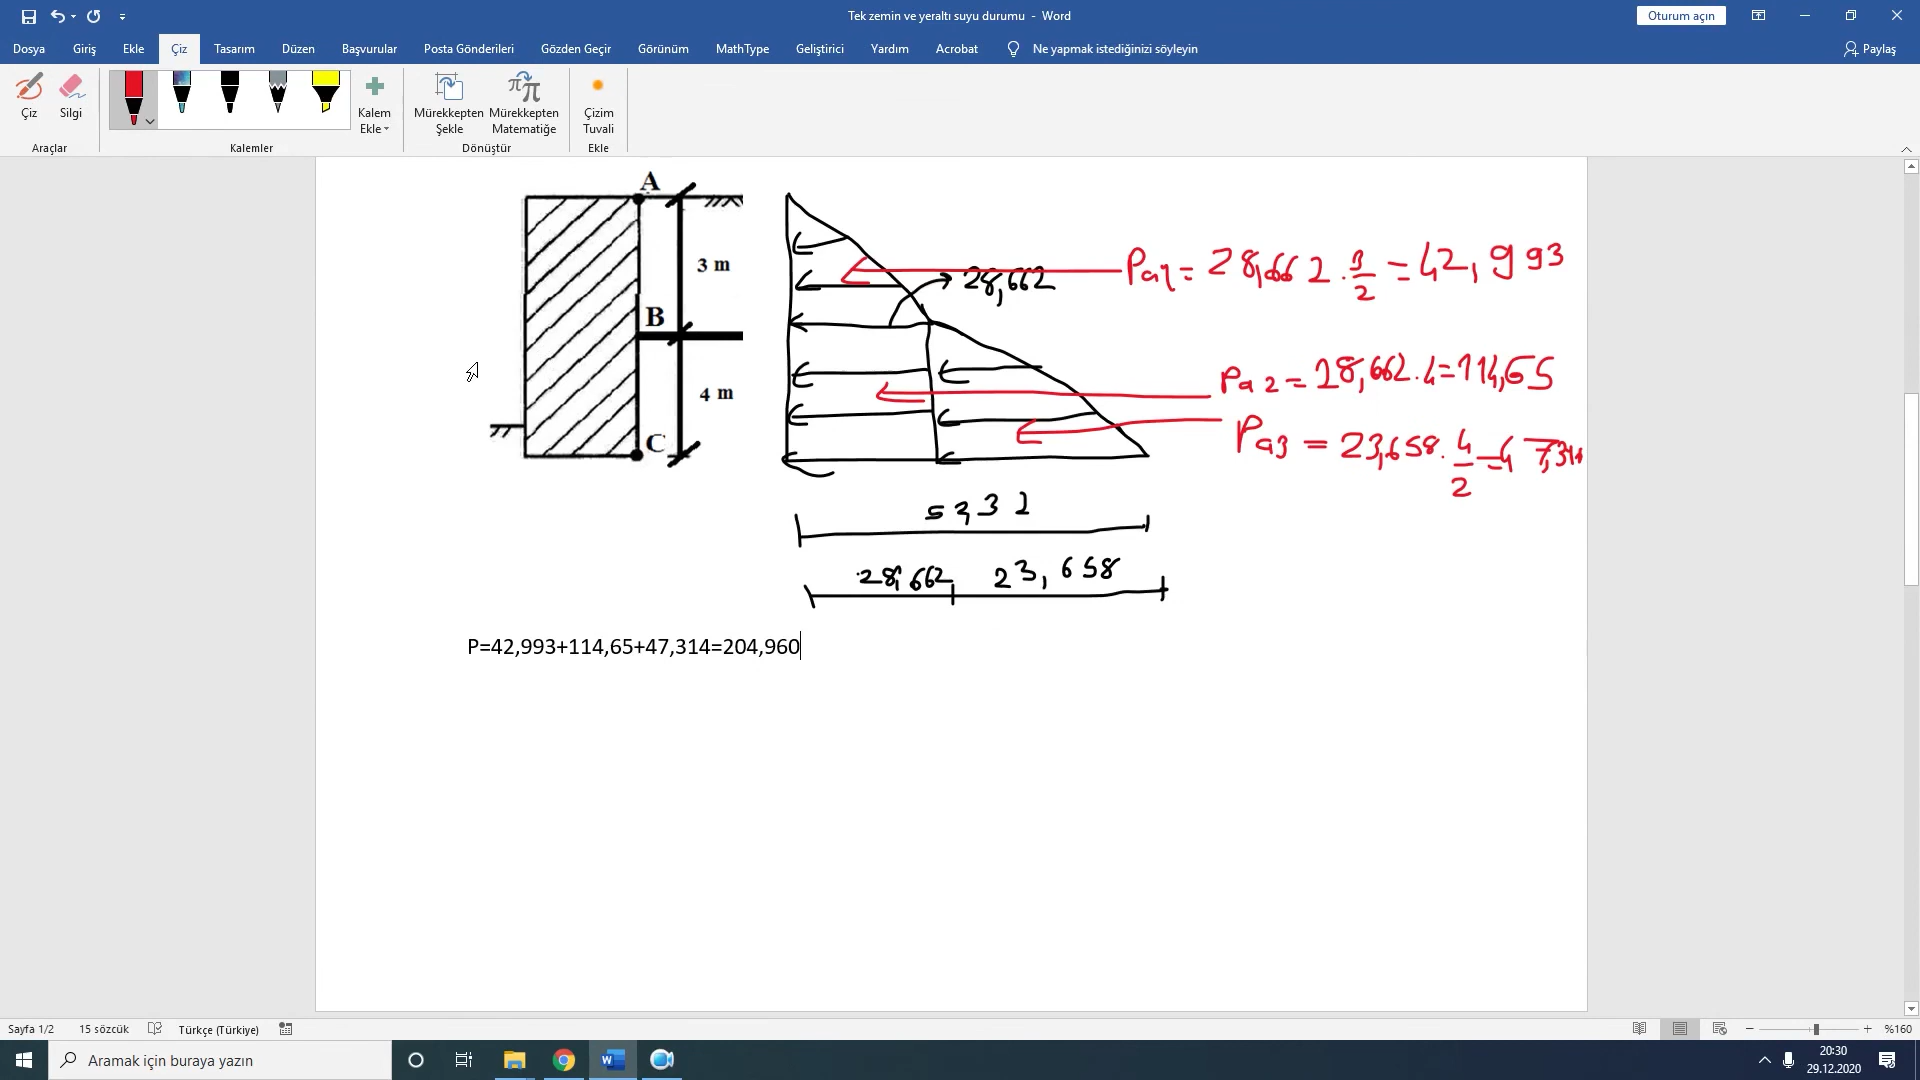 Tek zemin ve yeraltı suyu durumu - Word
Oturum açın
Dosya Giriş Ekle Çiz Tasarım Düzen Başvurular Posta Gönderileri Gözden Geçir Görünüm MathType Geliştirici Yardım Acrobat Ne yapmak istediğinizi söyleyin Paylaş
Çiz Silgi Kalem Ekle Mürekkepten Şekle Mürekkepten Matematiğe Çizim Tuvali
Araçlar Kalemler Dönüştür Ekle
A
3 m
B
4 m
C
28,662
Pa1 = 28,662 . 3/2 = 42,993
Pa2 = 28,662 . 4 = 114,65
Pa3 = 23,658 . 4/2 = 47,314
52,32
28,662 23,658
P=42,993+114,65+47,314=204,960
Sayfa 1/2 15 sözcük Türkçe (Türkiye) %160
Aramak için buraya yazın
20:30
29.12.2020